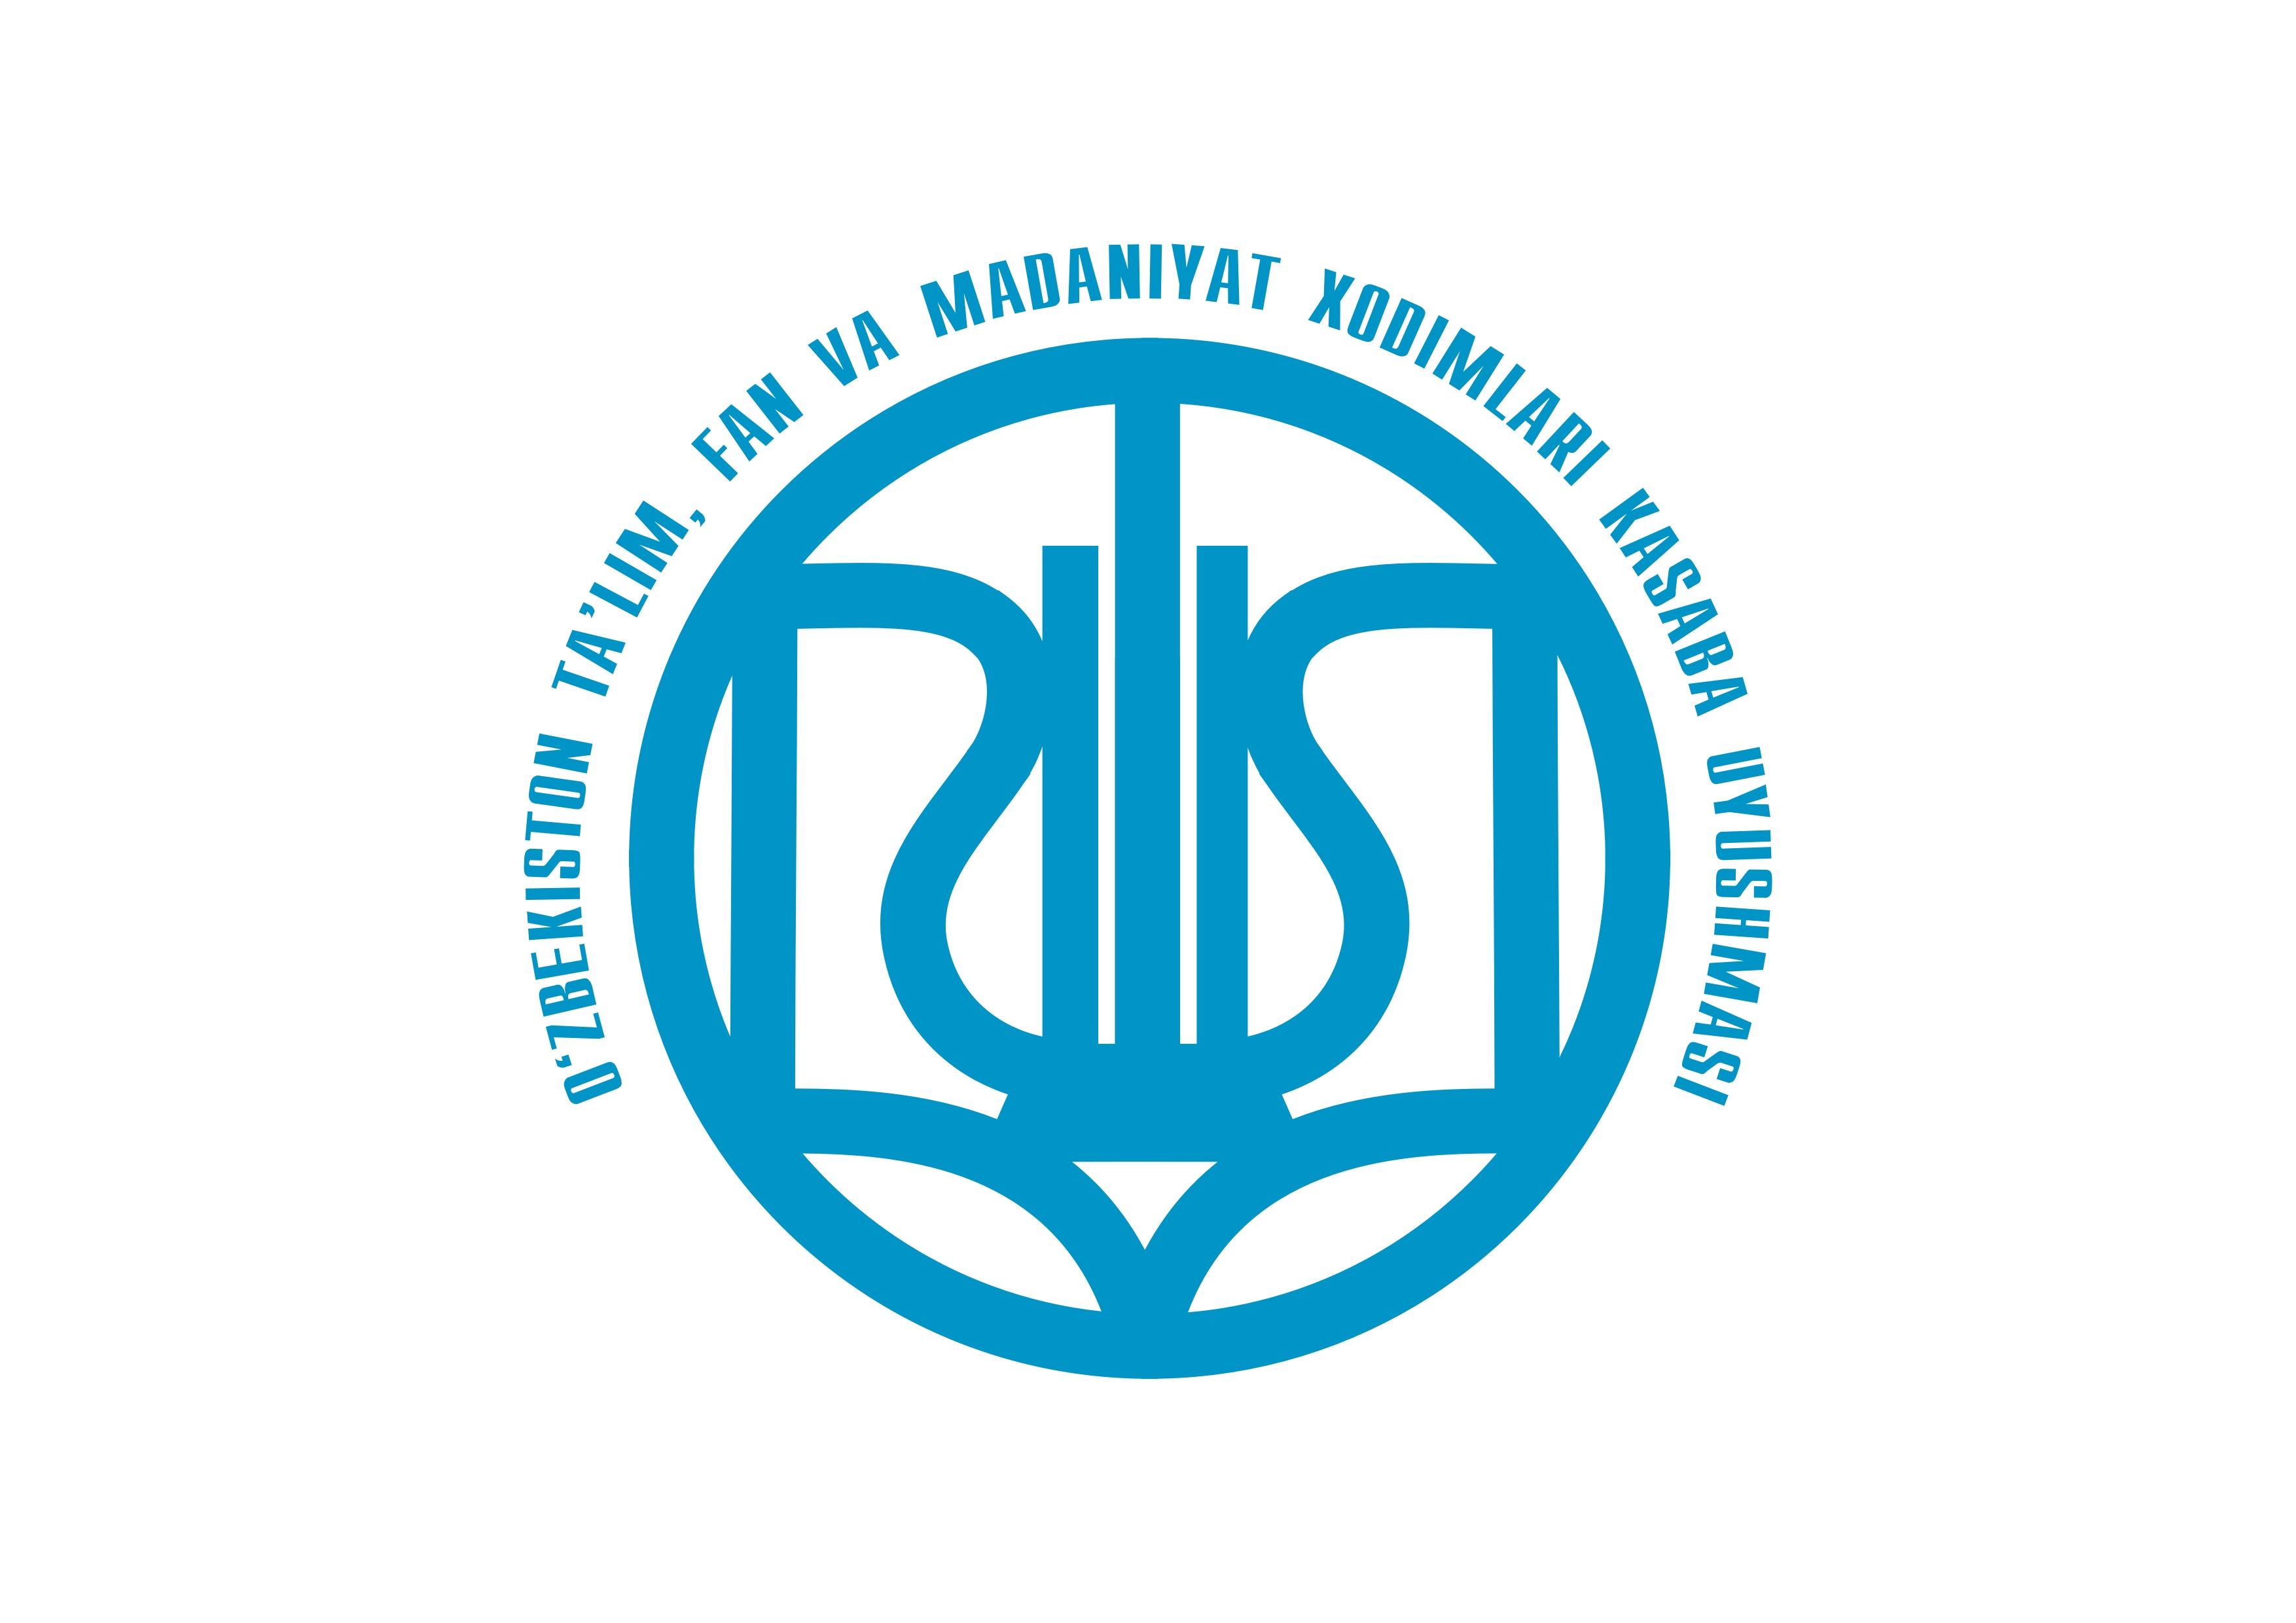 O‘ZBEKISTON TA’LIM, FAN VA MADANIYAT XODIMLARI KASABA UYUSHMASI